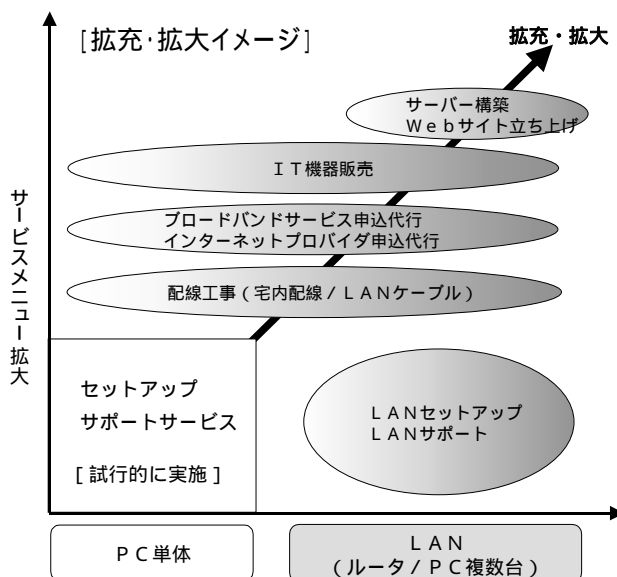 [拡充・拡大イメージ]
拡充・拡大
サーバー構築
Ｗｅｂサイト立ち上げ
ＩＴ機器販売
ブロードバンドサービス申込代行
インターネットプロバイダ申込代行
配線工事（宅内配線/ＬＡＮケーブル）
サービスメニュー拡大
セットアップ
サポートサービス
[試行的に実施]
ＬＡＮセットアップ
ＬＡＮサポート
ＰＣ単体
ＬＡＮ
（ルータ/ＰＣ複数台）